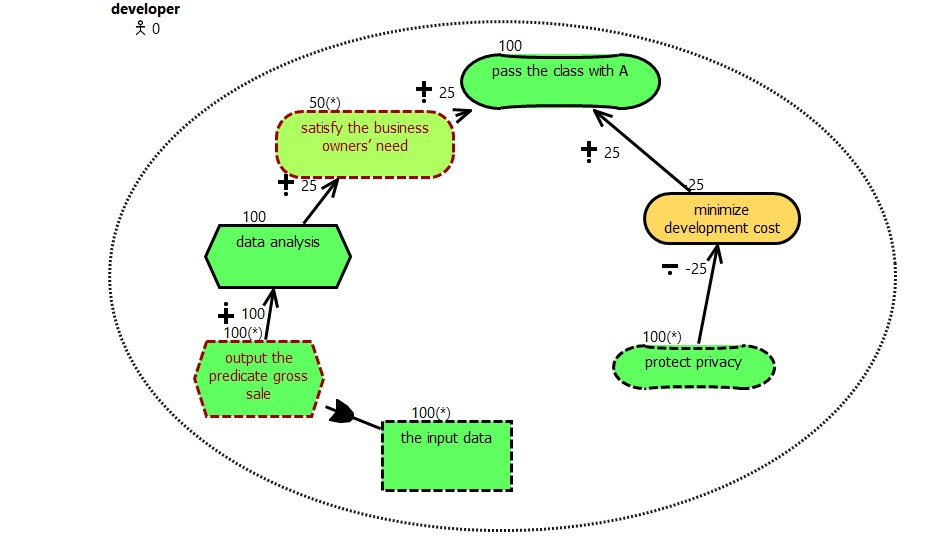 developer
0
100
pass the class with A
25
50(*)
satisfy the business
owners’ need
25
25
-25
minimize
development cost
100
data analysis
-25
100
100(*)
output the
predicate gross
sale
100(*)
protect privacy
100(*)
the input data